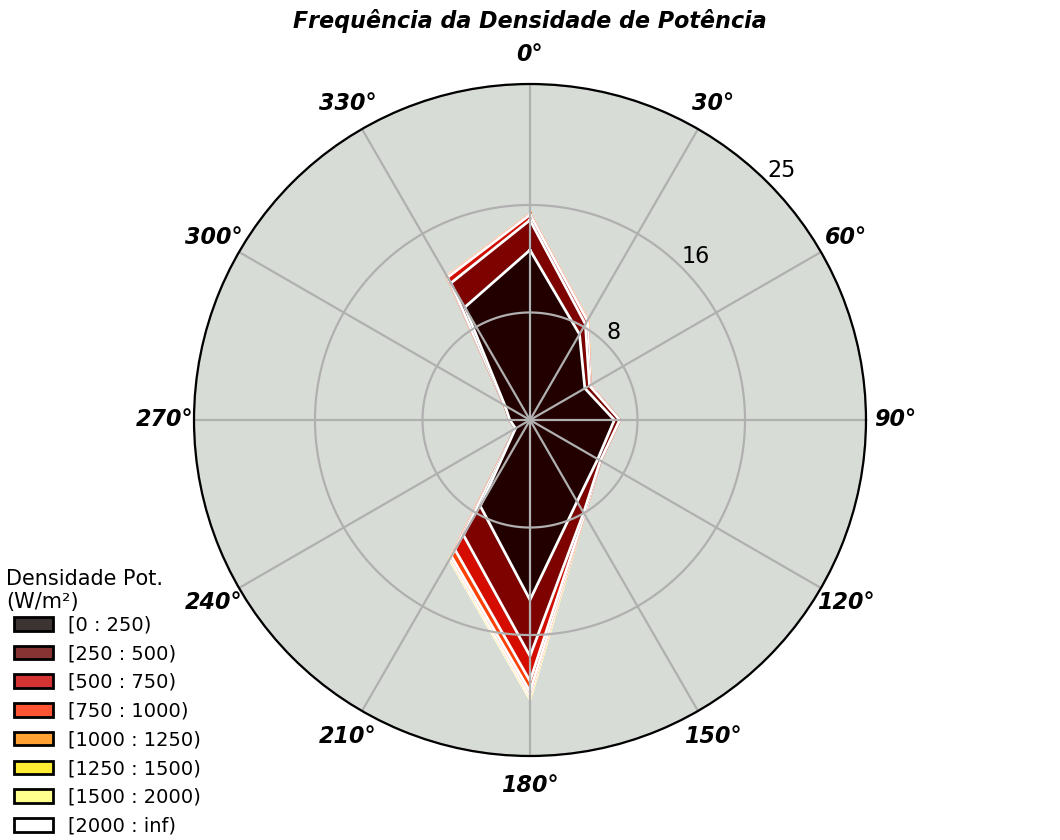 Frequência da Densidade de Potência
0°
330°
30°
25
300°
60°
16
8
270°
90°
240°
120°
210°
150°
180°
Densidade Pot.
(W/m²)
[0 : 250)
[250 : 500)
[500 : 750)
[750 : 1000)
[1000 : 1250)
[1250 : 1500)
[1500 : 2000)
[2000 : inf)